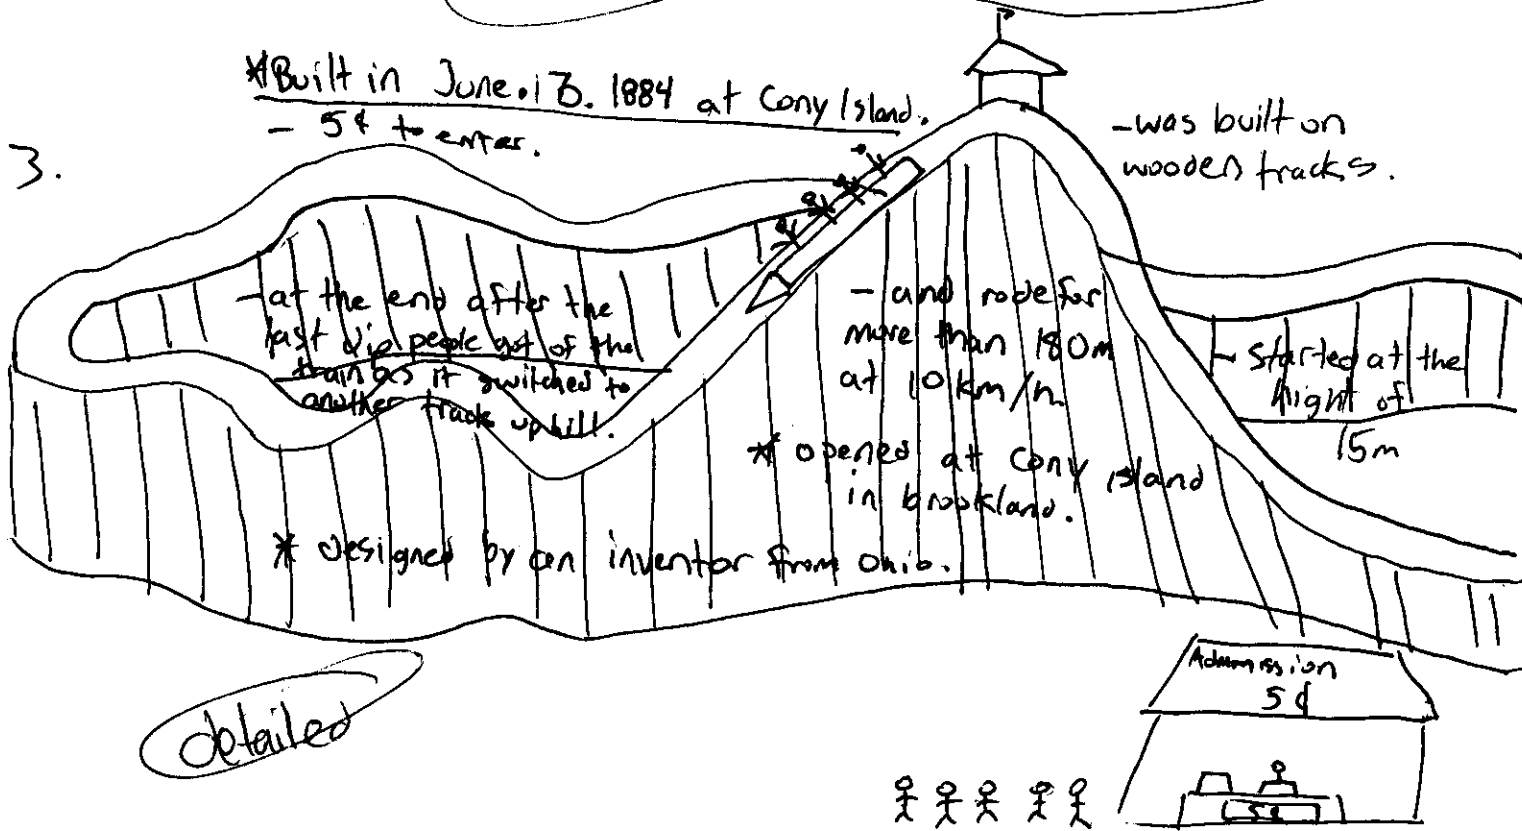 *Built in June.13. 1884 at Cony Island.
- 5¢ to enter.
3.
-was built on
wooden tracks.
-at the end after the
last dip people got of the
train as it switched to
another track up hill.
- and rode for
more than 180m
at 10 km/h
- started at the
hight of
15m
* opened at Cony Island
in brookland.
* designed by an inventor from Ohio.
detailed
Admission
5¢
5¢